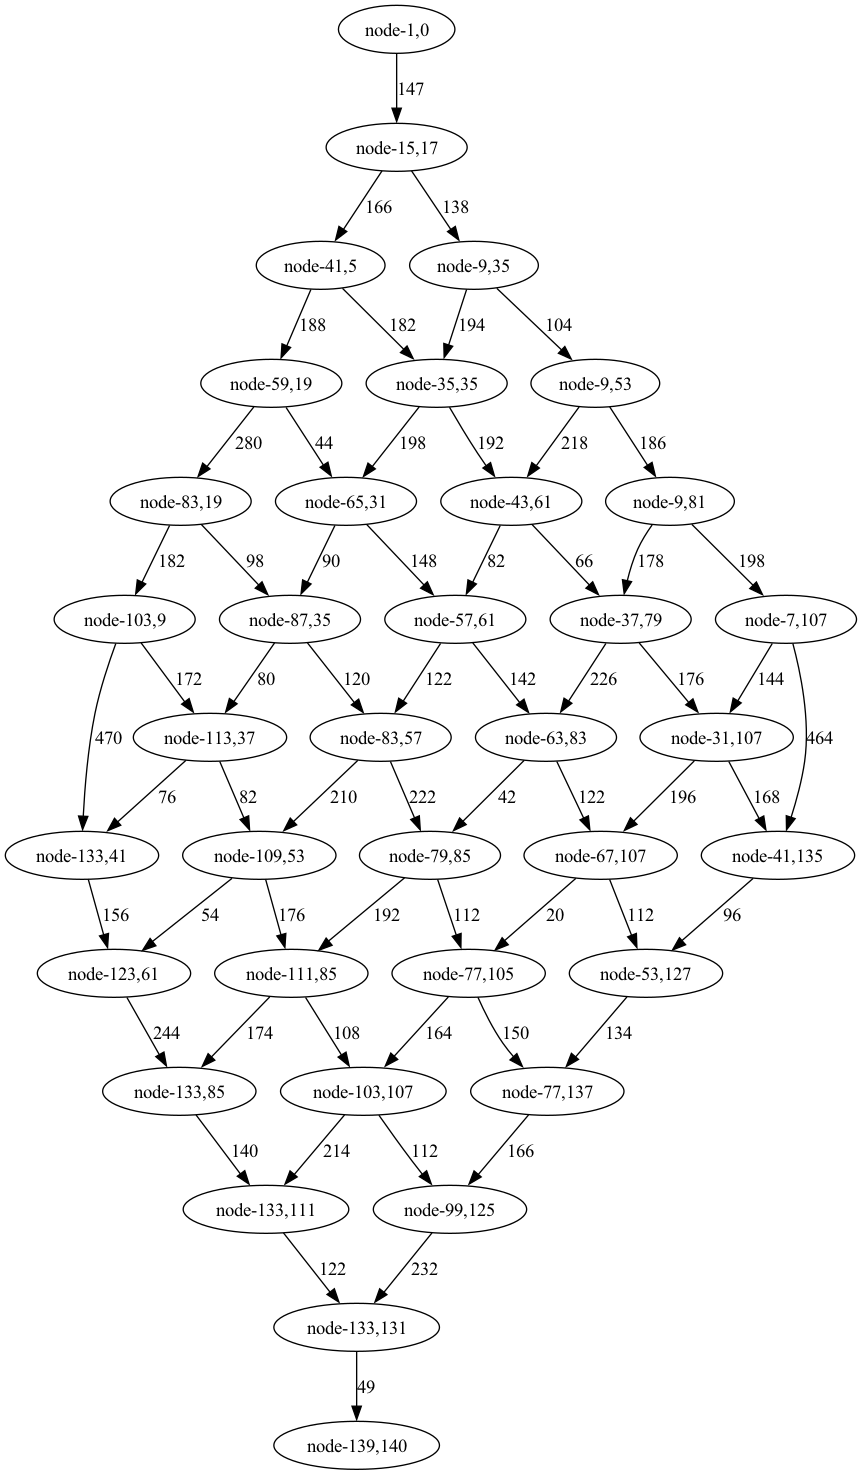 node-1,0
147
node-15,17
166
138
node-41,5
node-9,35
188
182
194
104
node-59,19
node-35,35
node-9,53
280
44
198
192
218
186
node-83,19
node-65,31
node-43,61
node-9,81
182
98
90
148
82
66
178
198
node-103,9
node-87,35
node-57,61
node-37,79
node-7,107
172
80
120
122
142
226
176
144
node-113,37
node-83,57
node-63,83
node-31,107
470
464
76
82
210
222
42
122
196
168
node-133,41
node-109,53
node-79,85
node-67,107
node-41,135
156
54
176
192
112
20
112
96
node-123,61
node-111,85
node-77,105
node-53,127
244
174
108
164
150
134
node-133,85
node-103,107
node-77,137
140
214
112
166
node-133,111
node-99,125
122
232
node-133,131
49
node-139,140